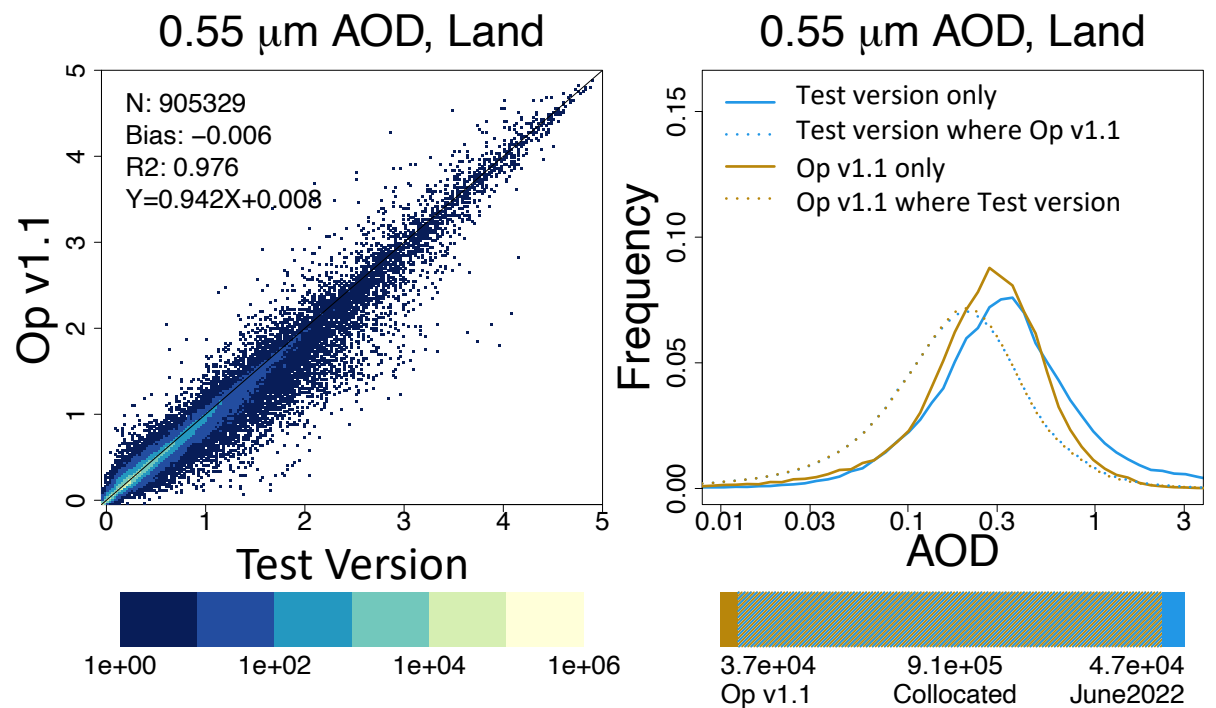 0.55 μm AOD, Land
N: 905329
Bias: −0.006
R2: 0.976
Y=0.942X+0.008
Op v1.1
5
4
3
2
1
0
0 1 2 3 4 5
Test Version
1e+00 1e+02 1e+04 1e+06
0.55 μm AOD, Land
Test version only
Test version where Op v1.1
Op v1.1 only
Op v1.1 where Test version
Frequency
0.15
0.10
0.05
0.00
0.01 0.03 0.1 0.3 1 3
AOD
3.7e+04 9.1e+05 4.7e+04
Op v1.1 Collocated June2022